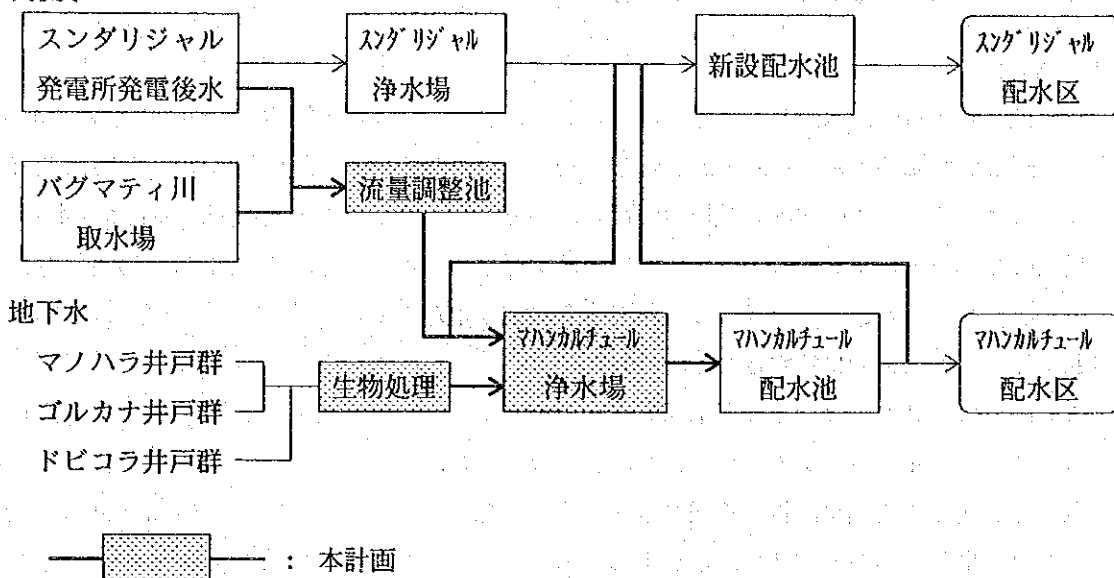 スンダリジャル
発電所発電後水
スンダリジャル
浄水場
新設配水池
スンダリジャル
配水区
バグマティ川
取水場
流量調整池
地下水
マノハラ井戸群
ゴルカナ井戸群
ドビコラ井戸群
生物処理
マハンカルチュール
浄水場
マハンカルチュール
配水池
マハンカルチュール
配水区
: 本計画